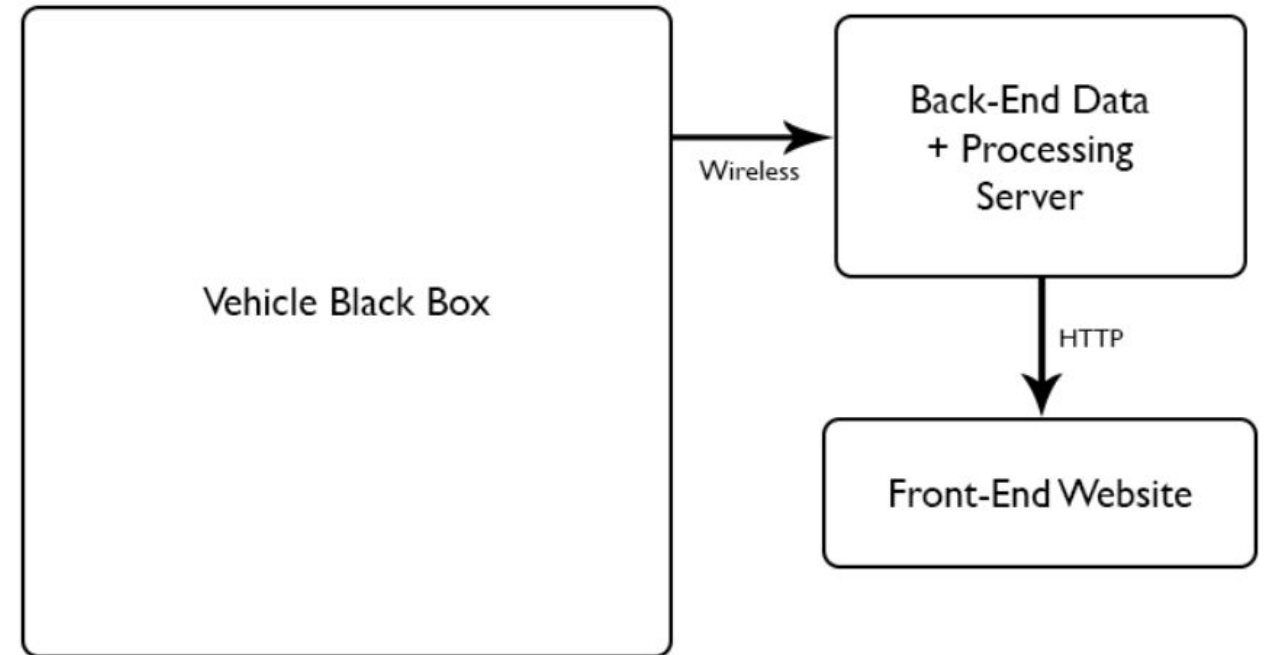 Vehicle Black Box
Wireless
Back-End Data
+ Processing
Server
HTTP
Front-End Website